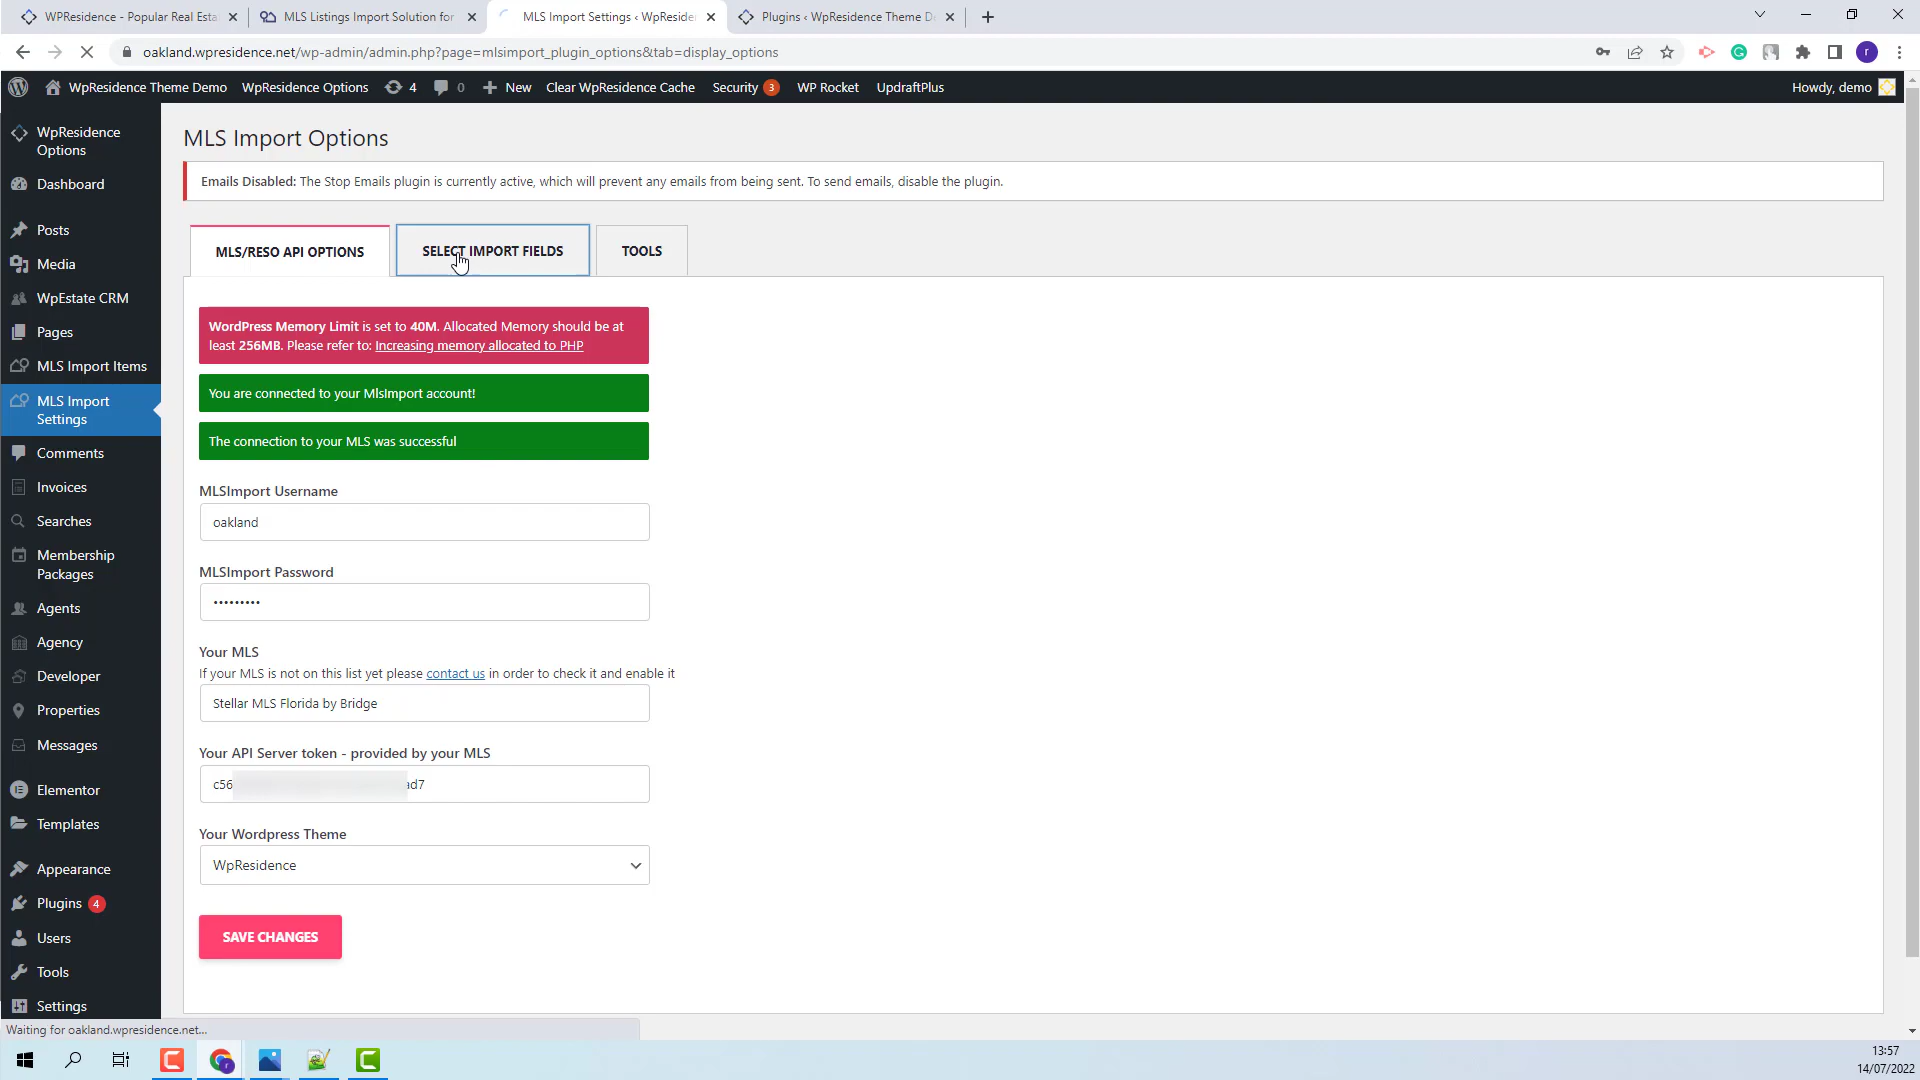 WPResidence - Popular Real Esta
MLS Listings Import Solution for
MLS Import Settings ‹ WpReside
Plugins ‹ WpResidence Theme D
oakland.wpresidence.net/wp-admin/admin.php?page=mlsimport_plugin_options&tab=display_options
WpResidence Theme Demo WpResidence Options 4 0 New Clear WpResidence Cache Security 3 WP Rocket UpdraftPlus Howdy, demo
WpResidence
Options
Dashboard
Posts
Media
WpEstate CRM
Pages
MLS Import Items
MLS Import
Settings
Comments
Invoices
Searches
Membership
Packages
Agents
Agency
Developer
Properties
Messages
Elementor
Templates
Appearance
Plugins 4
Users
Tools
Settings
MLS Import Options
Emails Disabled: The Stop Emails plugin is currently active, which will prevent any emails from being sent. To send emails, disable the plugin.
MLS/RESO API OPTIONS SELECT IMPORT FIELDS TOOLS
WordPress Memory Limit is set to 40M. Allocated Memory should be at
least 256MB. Please refer to: Increasing memory allocated to PHP
You are connected to your MlsImport account!
The connection to your MLS was successful
MLSImport Username
oakland
MLSImport Password
•••••••••
Your MLS
If your MLS is not on this list yet please contact us in order to check it and enable it
Stellar MLS Florida by Bridge
Your API Server token - provided by your MLS
c56 ad7
Your Wordpress Theme
WpResidence
SAVE CHANGES
Waiting for oakland.wpresidence.net...
13:57
14/07/2022